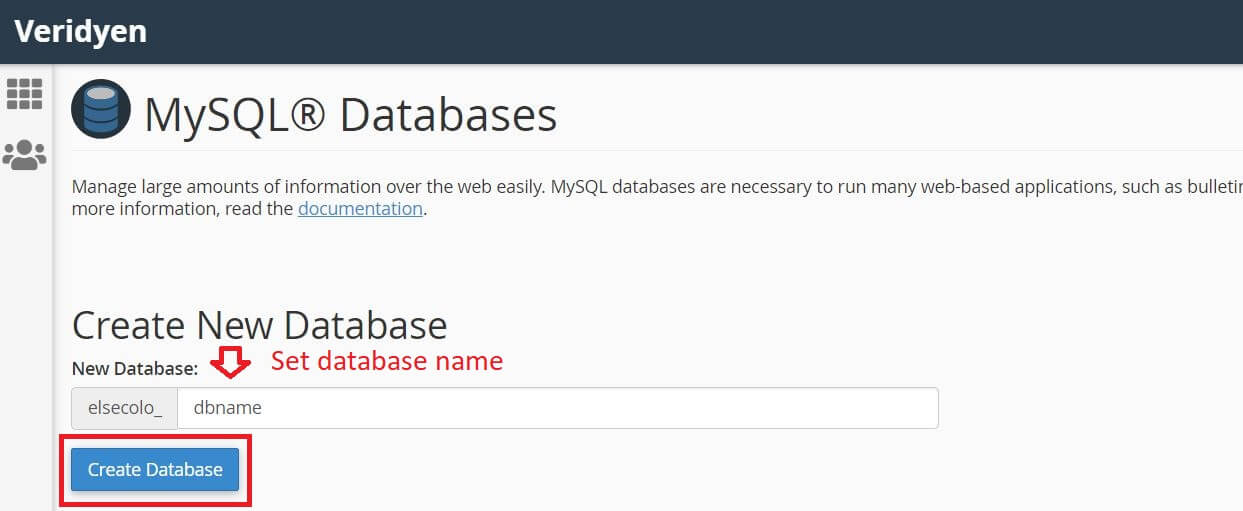 Veridyen
MySQL® Databases
Manage large amounts of information over the web easily. MySQL databases are necessary to run many web-based applications, such as
more information, read the documentation.
Create New Database
New Database:
Set database name
elsecolo_ dbname
Create Database